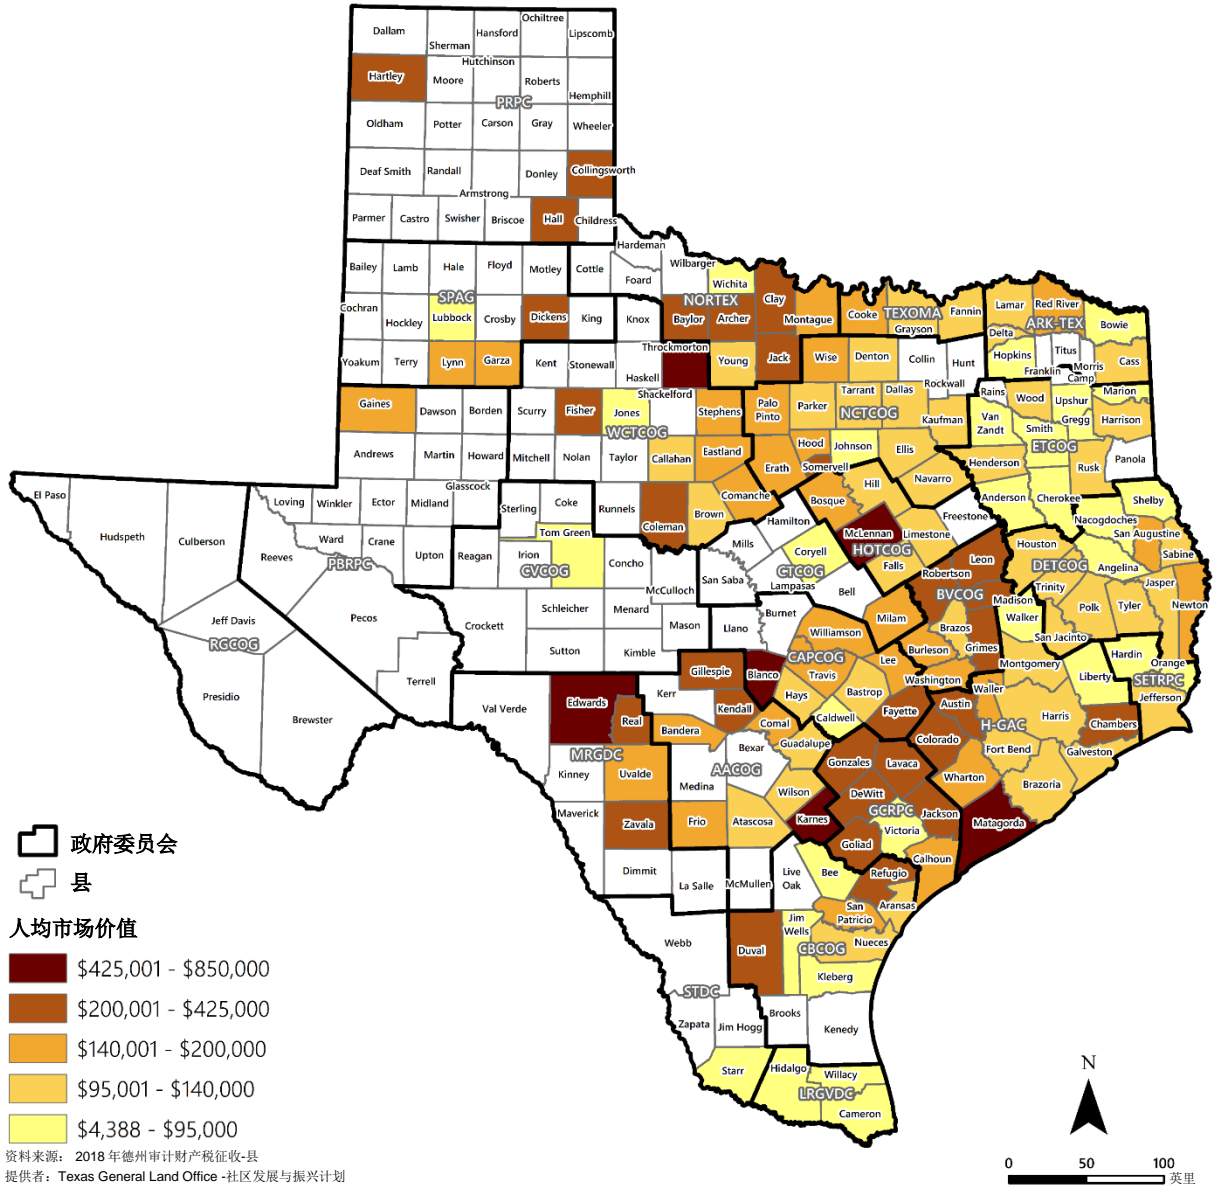 Dallam
Sherman
Hansford
Ochiltree
Lipscomb
Hartley
Moore
Hutchinson
Roberts
Hemphill
PRPC
Oldham
Potter
Carson
Gray
Wheeler
Deaf Smith
Randall
Armstrong
Donley
Collingsworth
Parmer
Castro
Swisher
Briscoe
Hall
Childress
Hardeman
Bailey
Lamb
Hale
Floyd
Motley
Cottle
Foard
Wilbarger
Wichita
Clay
Montague
Cooke
Grayson
TEXOMA
Fannin
Lamar
Red River
ARK-TEX
Bowie
SPAG
NORTEX
Cochran
Hockley
Lubbock
Crosby
Dickens
King
Knox
Baylor
Archer
Delta
Hopkins
Titus
Franklin
Morris
Camp
Cass
Yoakum
Terry
Lynn
Garza
Kent
Stonewall
Haskell
Throckmorton
Young
Jack
Wise
Denton
Collin
Hunt
Rockwall
Rains
Wood
Upshur
Marion
Gaines
Dawson
Borden
Scurry
Fisher
Jones
Shackelford
Stephens
Palo
Pinto
Parker
Tarrant
Dallas
NCTCOG
Kaufman
Van
Zandt
Smith
Gregg
Harrison
WCTCOG
ETCOG
Andrews
Martin
Howard
Mitchell
Nolan
Taylor
Callahan
Eastland
Erath
Hood
Somervell
Johnson
Ellis
Henderson
Rusk
Panola
El Paso
Hudspeth
Culberson
Loving
Winkler
Ector
Midland
Glasscock
Sterling
Coke
Runnels
Coleman
Brown
Comanche
Bosque
Hill
Navarro
Anderson
Cherokee
Shelby
Reeves
Ward
Crane
Upton
Reagan
Irion
Tom Green
Concho
McCulloch
Mills
Hamilton
McLennan
Limestone
Freestone
Nacogdoches
San Augustine
Sabine
PBRPC
CVCOG
San Saba
CTCOG
Coryell
Lampasas
Bell
HOTCOG
Falls
Robertson
Leon
Houston
DETCOG
Angelina
Trinity
Jasper
Newton
BVCOG
Madison
Walker
Polk
Tyler
San Jacinto
Jeff Davis
RGCOG
Pecos
Crockett
Schleicher
Menard
Mason
Llano
Burnet
Williamson
Milam
Brazos
Burleson
Grimes
Sutton
Kimble
CAPCOG
Travis
Lee
Washington
Montgomery
Liberty
Hardin
Orange
SETRPC
Jefferson
Presidio
Brewster
Terrell
Val Verde
Edwards
Real
Kerr
Gillespie
Kendall
Blanco
Hays
Bastrop
Caldwell
Fayette
Austin
Waller
H-GAC
Harris
Chambers
Bandera
Comal
Guadalupe
Colorado
Fort Bend
Galveston
MRGDC
Bexar
AACOG
Kinney
Uvalde
Medina
Wilson
Gonzales
Lavaca
Wharton
Brazoria
Maverick
Zavala
Frio
Atascosa
Karnes
DeWitt
GCRPC
Jackson
Victoria
Matagorda
Goliad
Calhoun
Dimmit
La Salle
McMullen
Live
Oak
Bee
Refugio
Aransas
San
Patricio
Webb
Duval
Jim
Wells
Nueces
CBCOG
Kleberg
STDC
Zapata
Jim Hogg
Brooks
Kenedy
Starr
Hidalgo
Willacy
LRGVDC
Cameron
政府委员会
县
人均市场价值
$425,001 - $850,000
$200,001 - $425,000
$140,001 - $200,000
$95,001 - $140,000
$4,388 - $95,000
资料来源： 2018 年德州审计财产税征收-县
提供者：Texas General Land Office -社区发展与振兴计划
N
0 50 100
英里